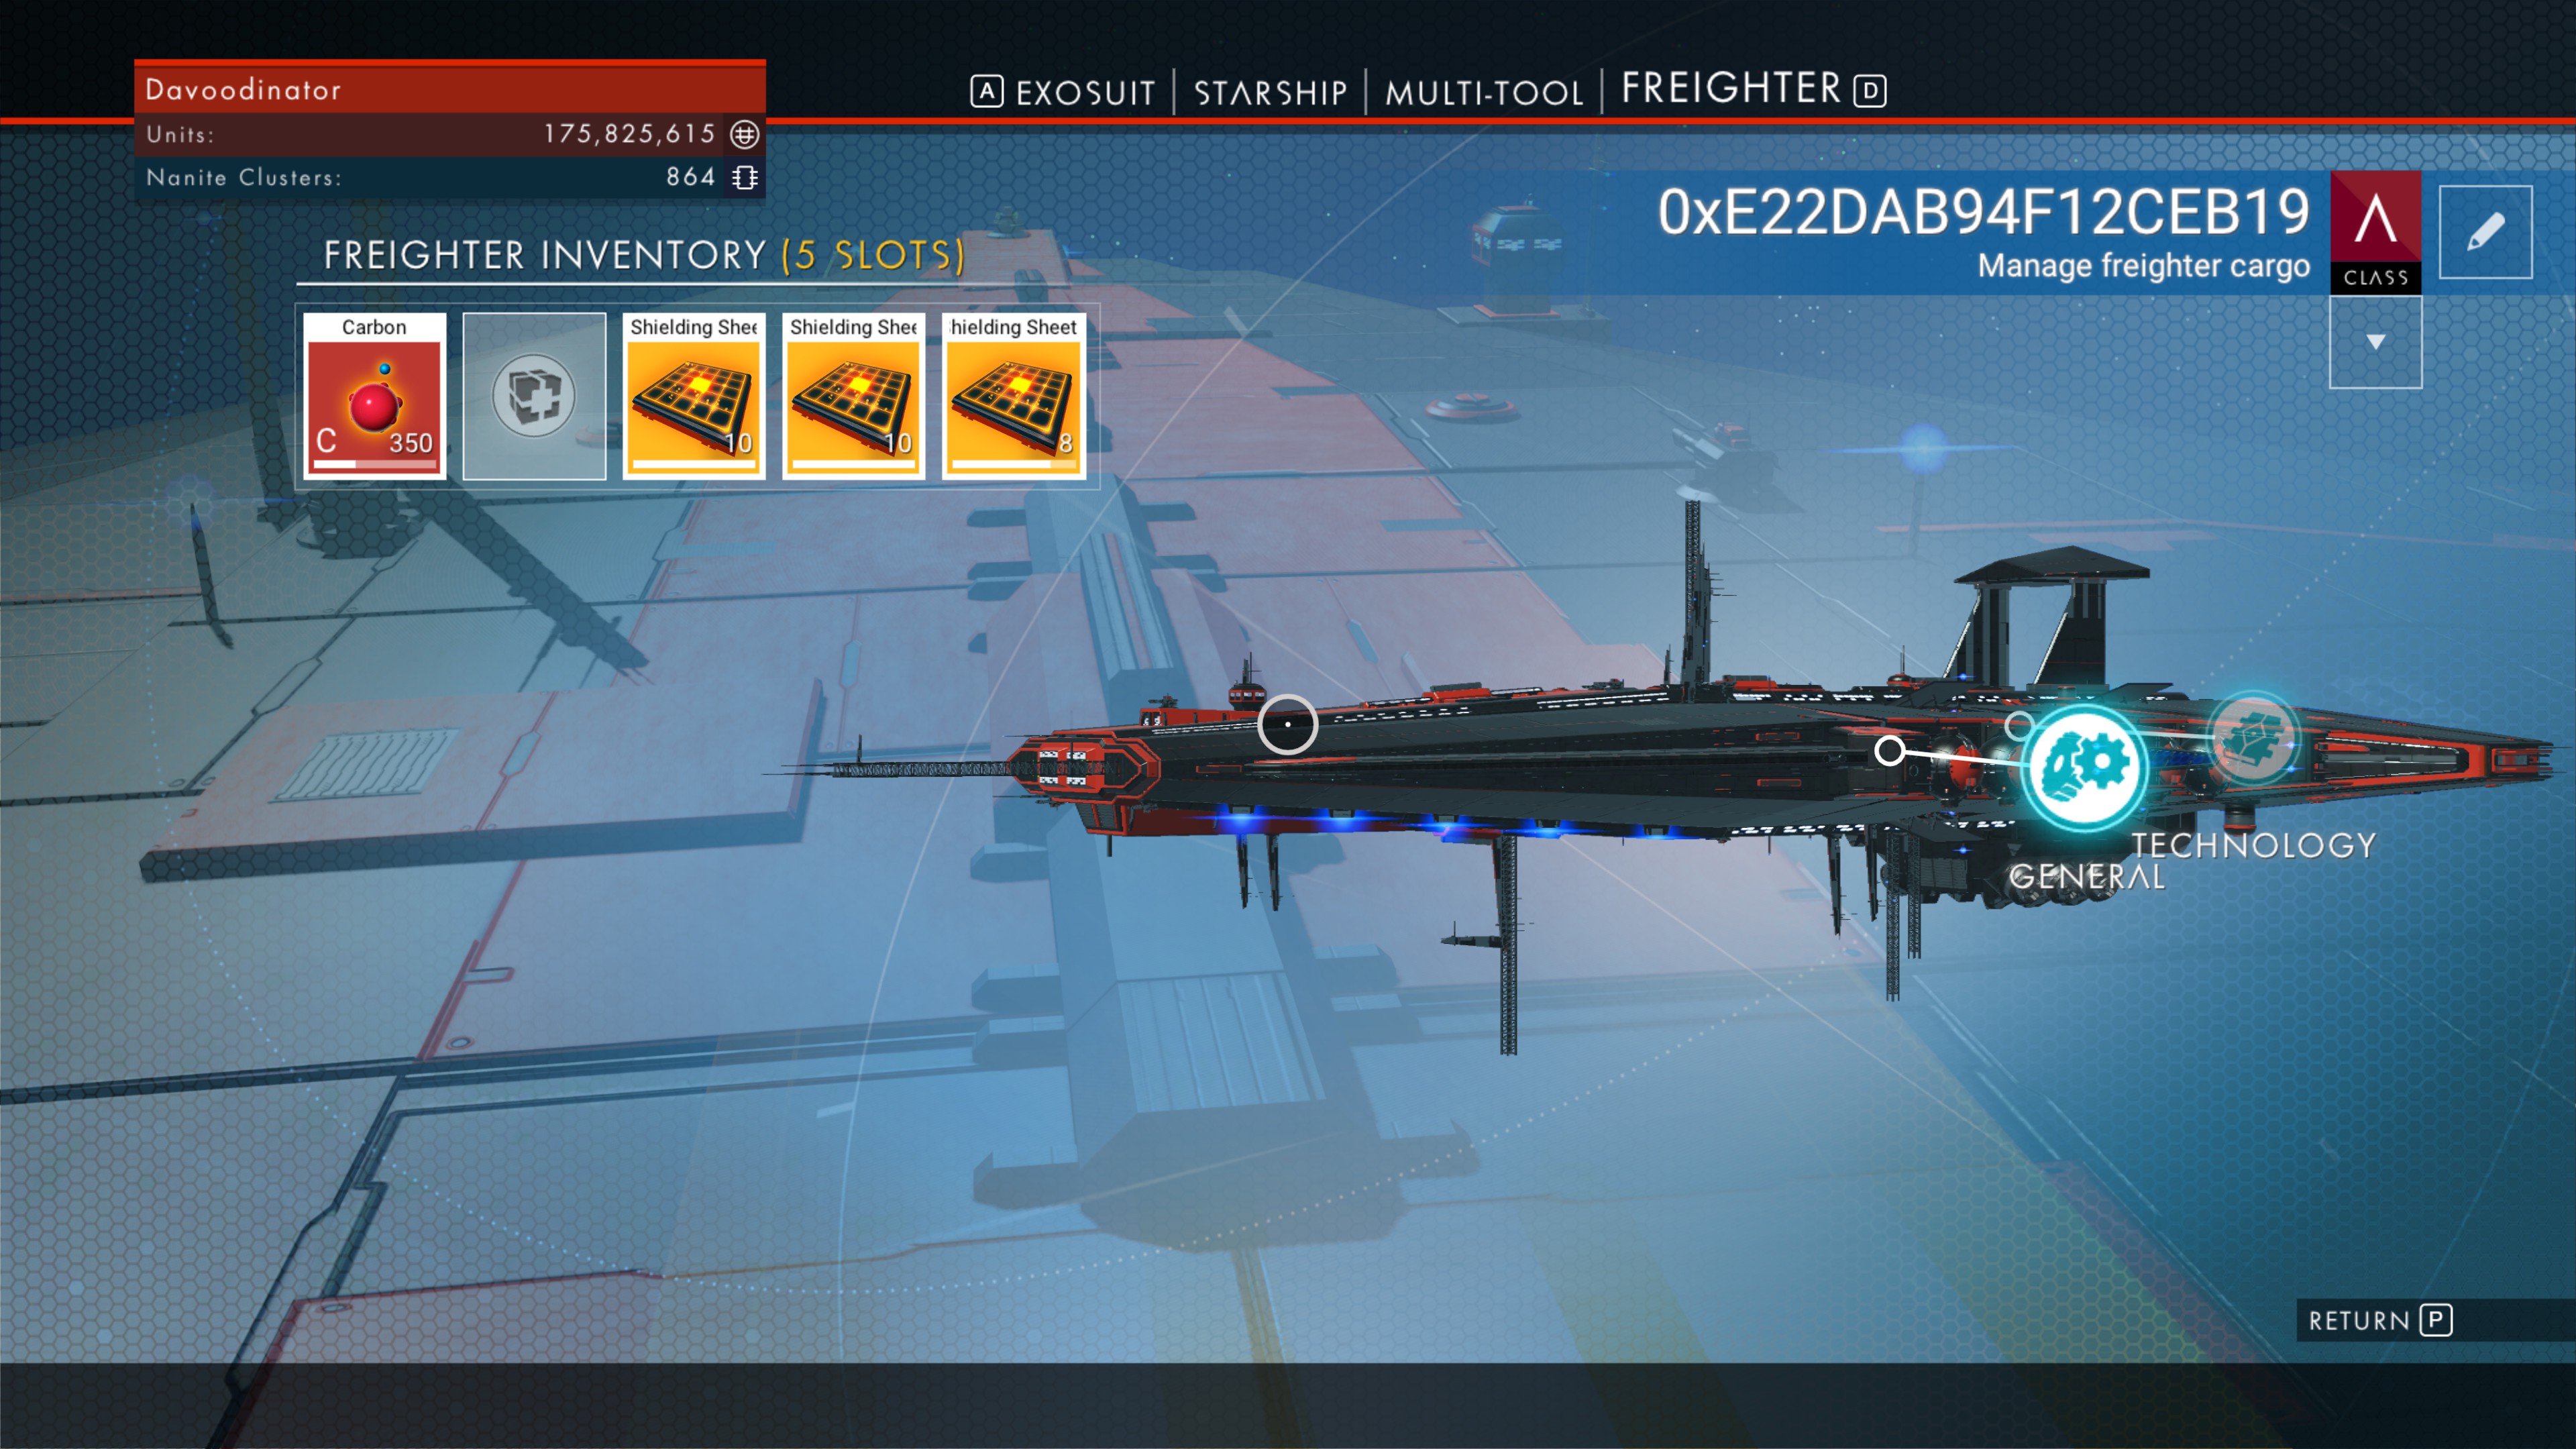 Davoodinator
Units: 175,825,615
Nanite Clusters: 864
A EXOSUIT STARSHIP MULTI-TOOL FREIGHTER D
0xE22DAB94F12CEB19
Manage freighter cargo
A
CLASS
FREIGHTER INVENTORY (5 SLOTS)
Carbon
C 350
Shielding Shee
10
Shielding Shee
10
hielding Sheet
8
TECHNOLOGY
GENERAL
RETURN P